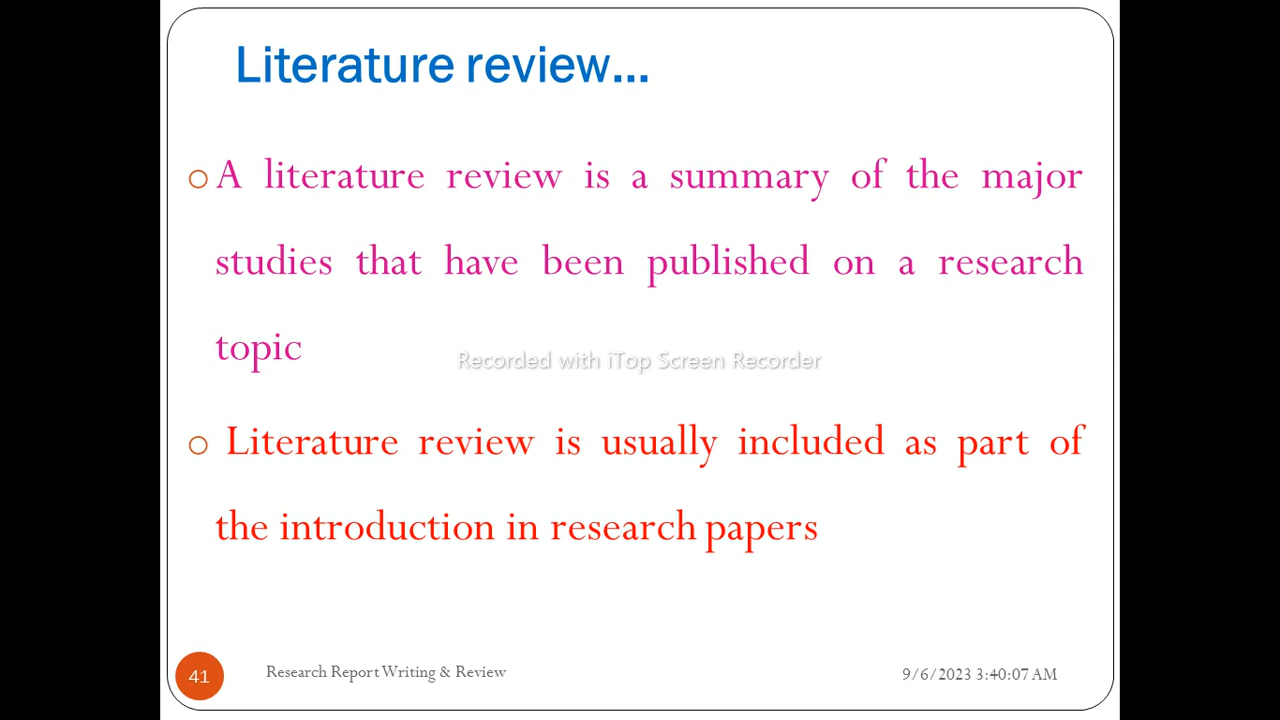 Literature review...
A literature review is a summary of the major
studies that have been published on a research
topic
Recorded with iTop Screen Recorder
Literature review is usually included as part of
the introduction in research papers
41
Research Report Writing & Review
9/6/2023 3:40:07 AM